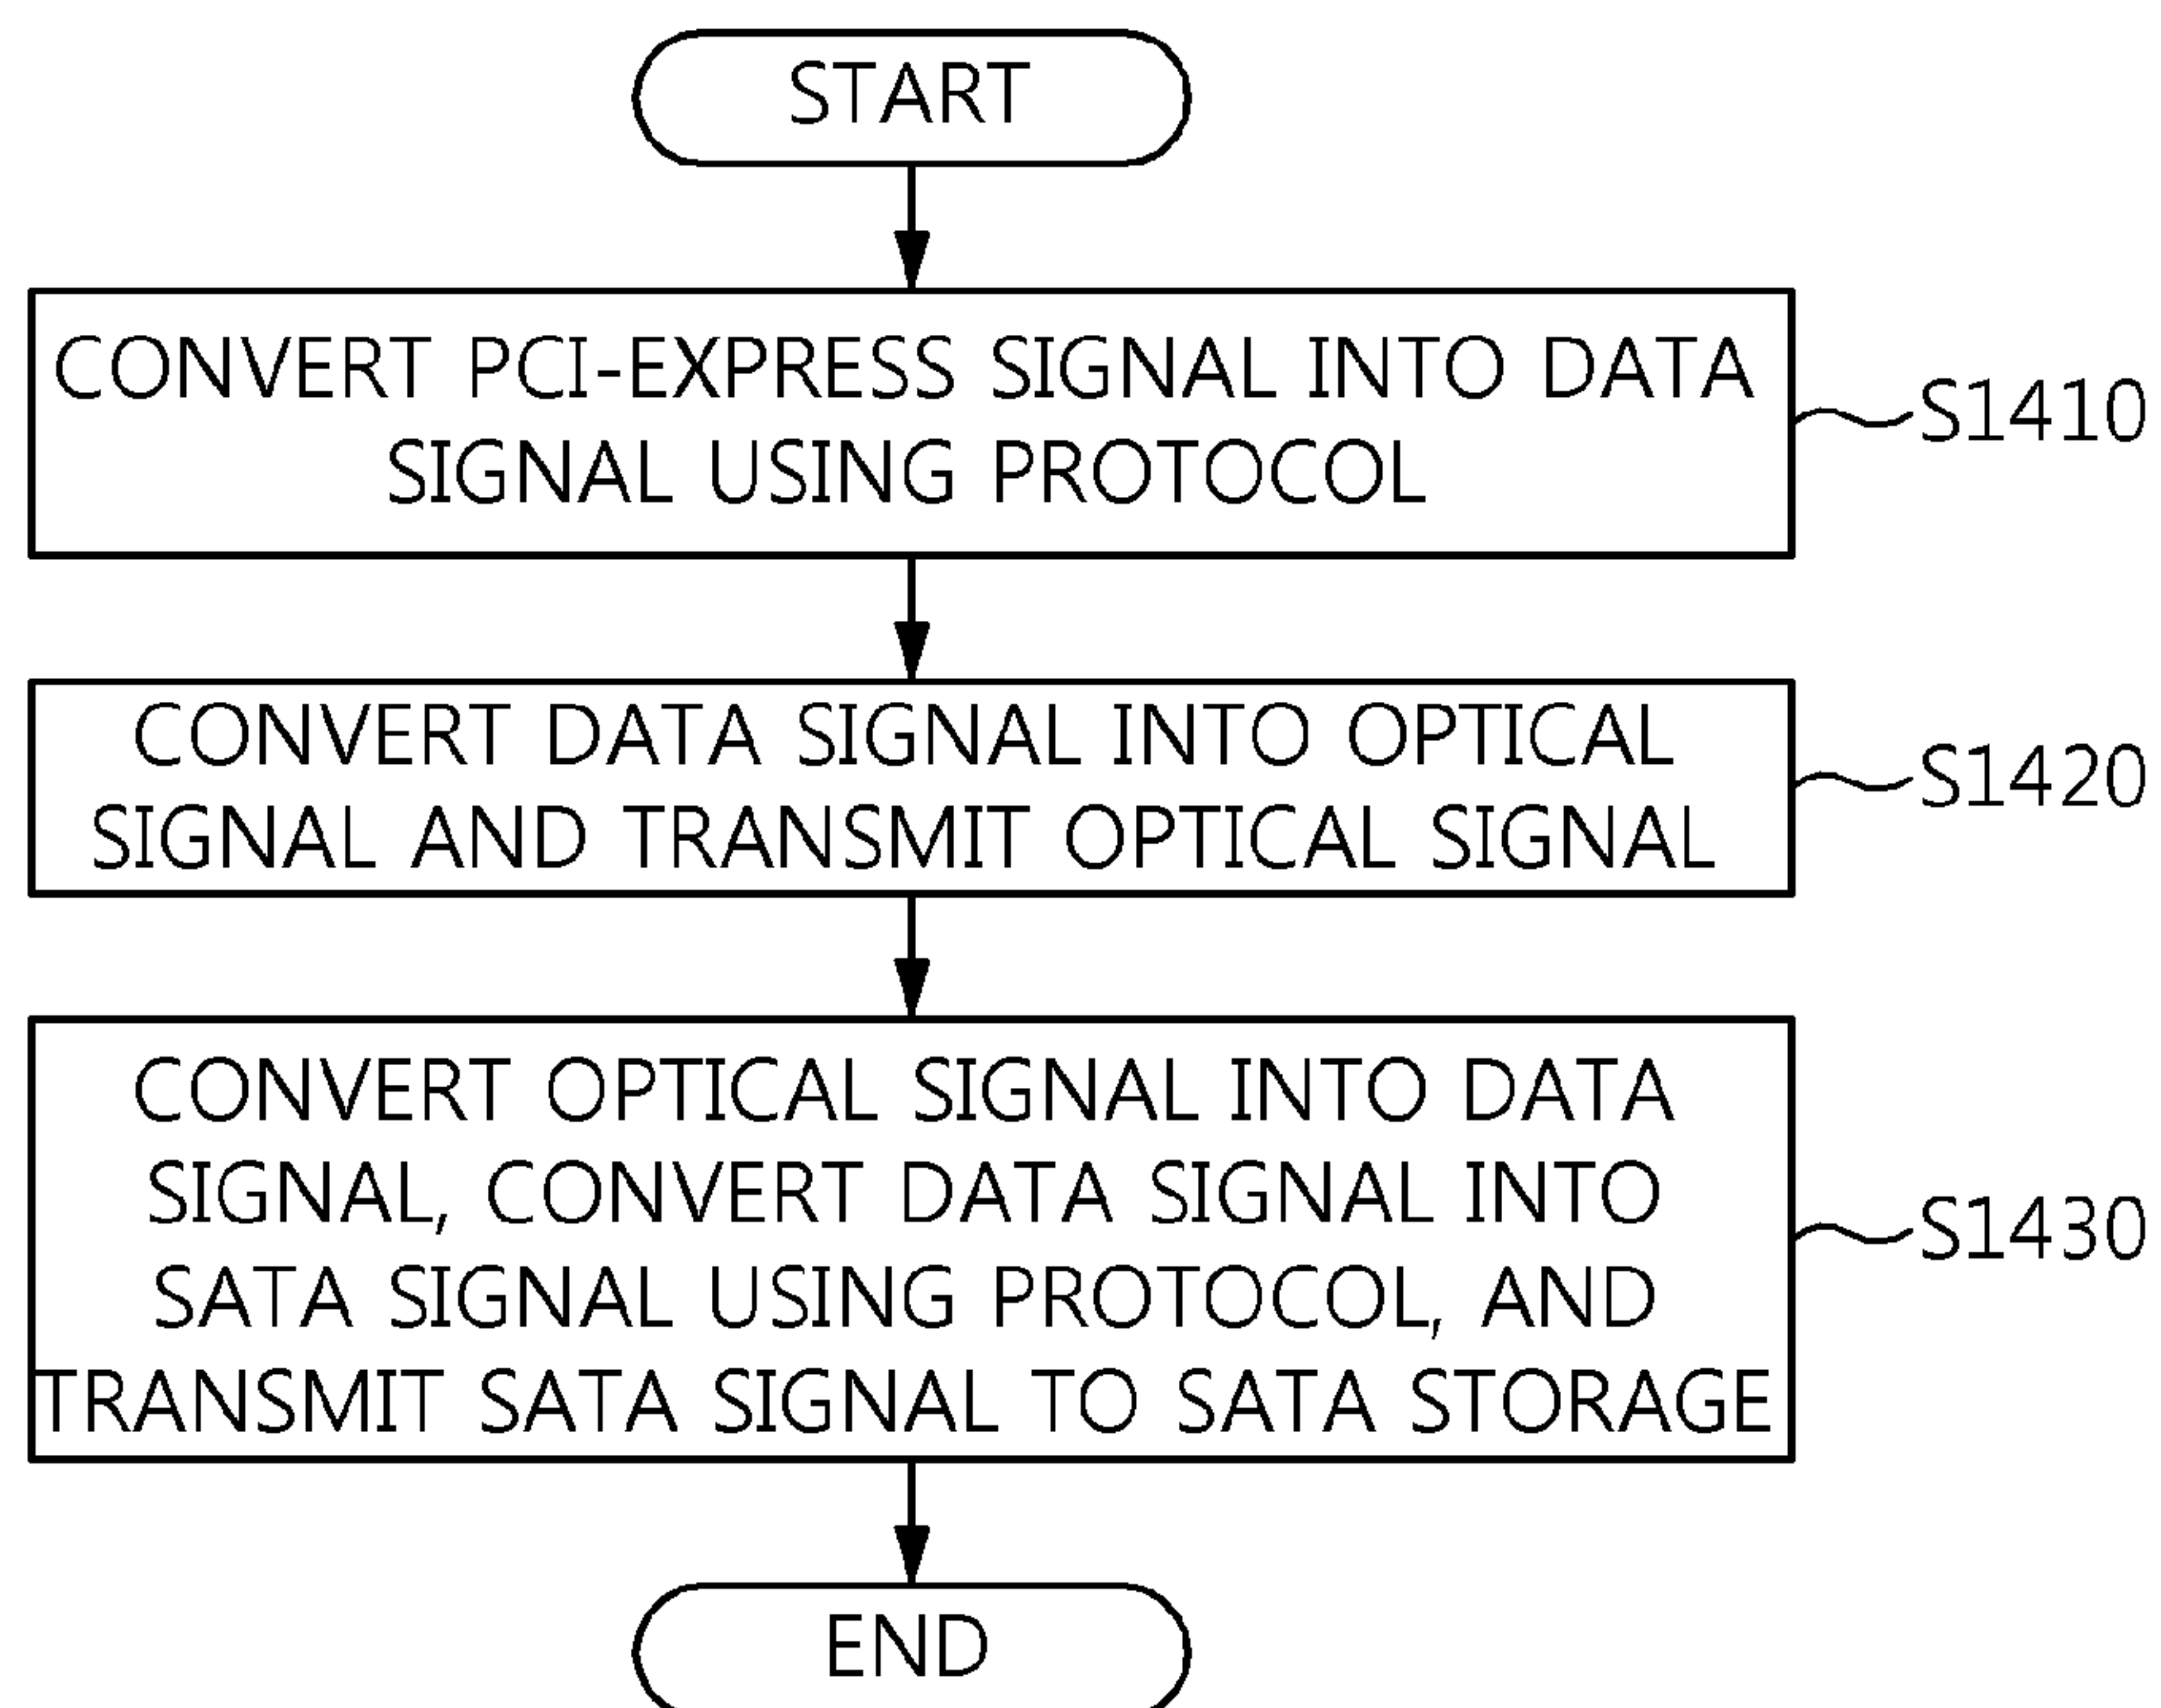 START
CONVERT PCI-EXPRESS SIGNAL INTO DATA
SIGNAL USING PROTOCOL
S1410
CONVERT DATA SIGNAL INTO OPTICAL
SIGNAL AND TRANSMIT OPTICAL SIGNAL
S1420
CONVERT OPTICAL SIGNAL INTO DATA
SIGNAL, CONVERT DATA SIGNAL INTO
SATA SIGNAL USING PROTOCOL, AND
TRANSMIT SATA SIGNAL TO SATA STORAGE
S1430
END